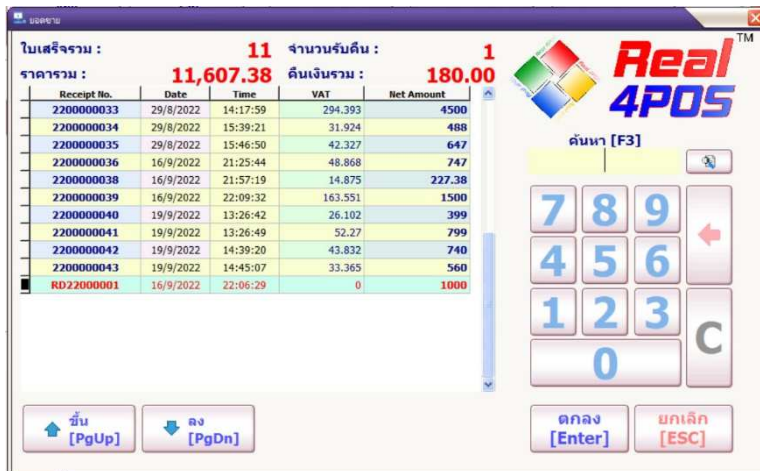 ยอดขาย
ใบเสร็จรวม : 11 จำนวนรับคืน : 1
ราคารวม : 11,607.38 คืนเงินรวม : 180.00
Receipt No. Date Time VAT Net Amount
2200000033 29/8/2022 14:17:59 294.393 4500
2200000034 29/8/2022 15:39:21 31.924 488
2200000035 29/8/2022 15:46:50 42.327 647
2200000036 16/9/2022 21:25:44 48.868 747
2200000038 16/9/2022 21:57:19 14.875 227.38
2200000039 16/9/2022 22:09:32 163.551 1500
2200000040 19/9/2022 13:26:42 26.102 399
2200000041 19/9/2022 13:26:49 52.27 799
2200000042 19/9/2022 14:39:20 43.832 740
2200000043 19/9/2022 14:45:07 33.365 560
RD22000001 16/9/2022 22:06:29 0 1000
Real TM
4POS
ค้นหา [F3]
7 8 9
4 5 6
1 2 3 C
0
ขึ้น
[PgUp]
ลง
[PgDn]
ตกลง
[Enter]
ยกเลิก
[ESC]